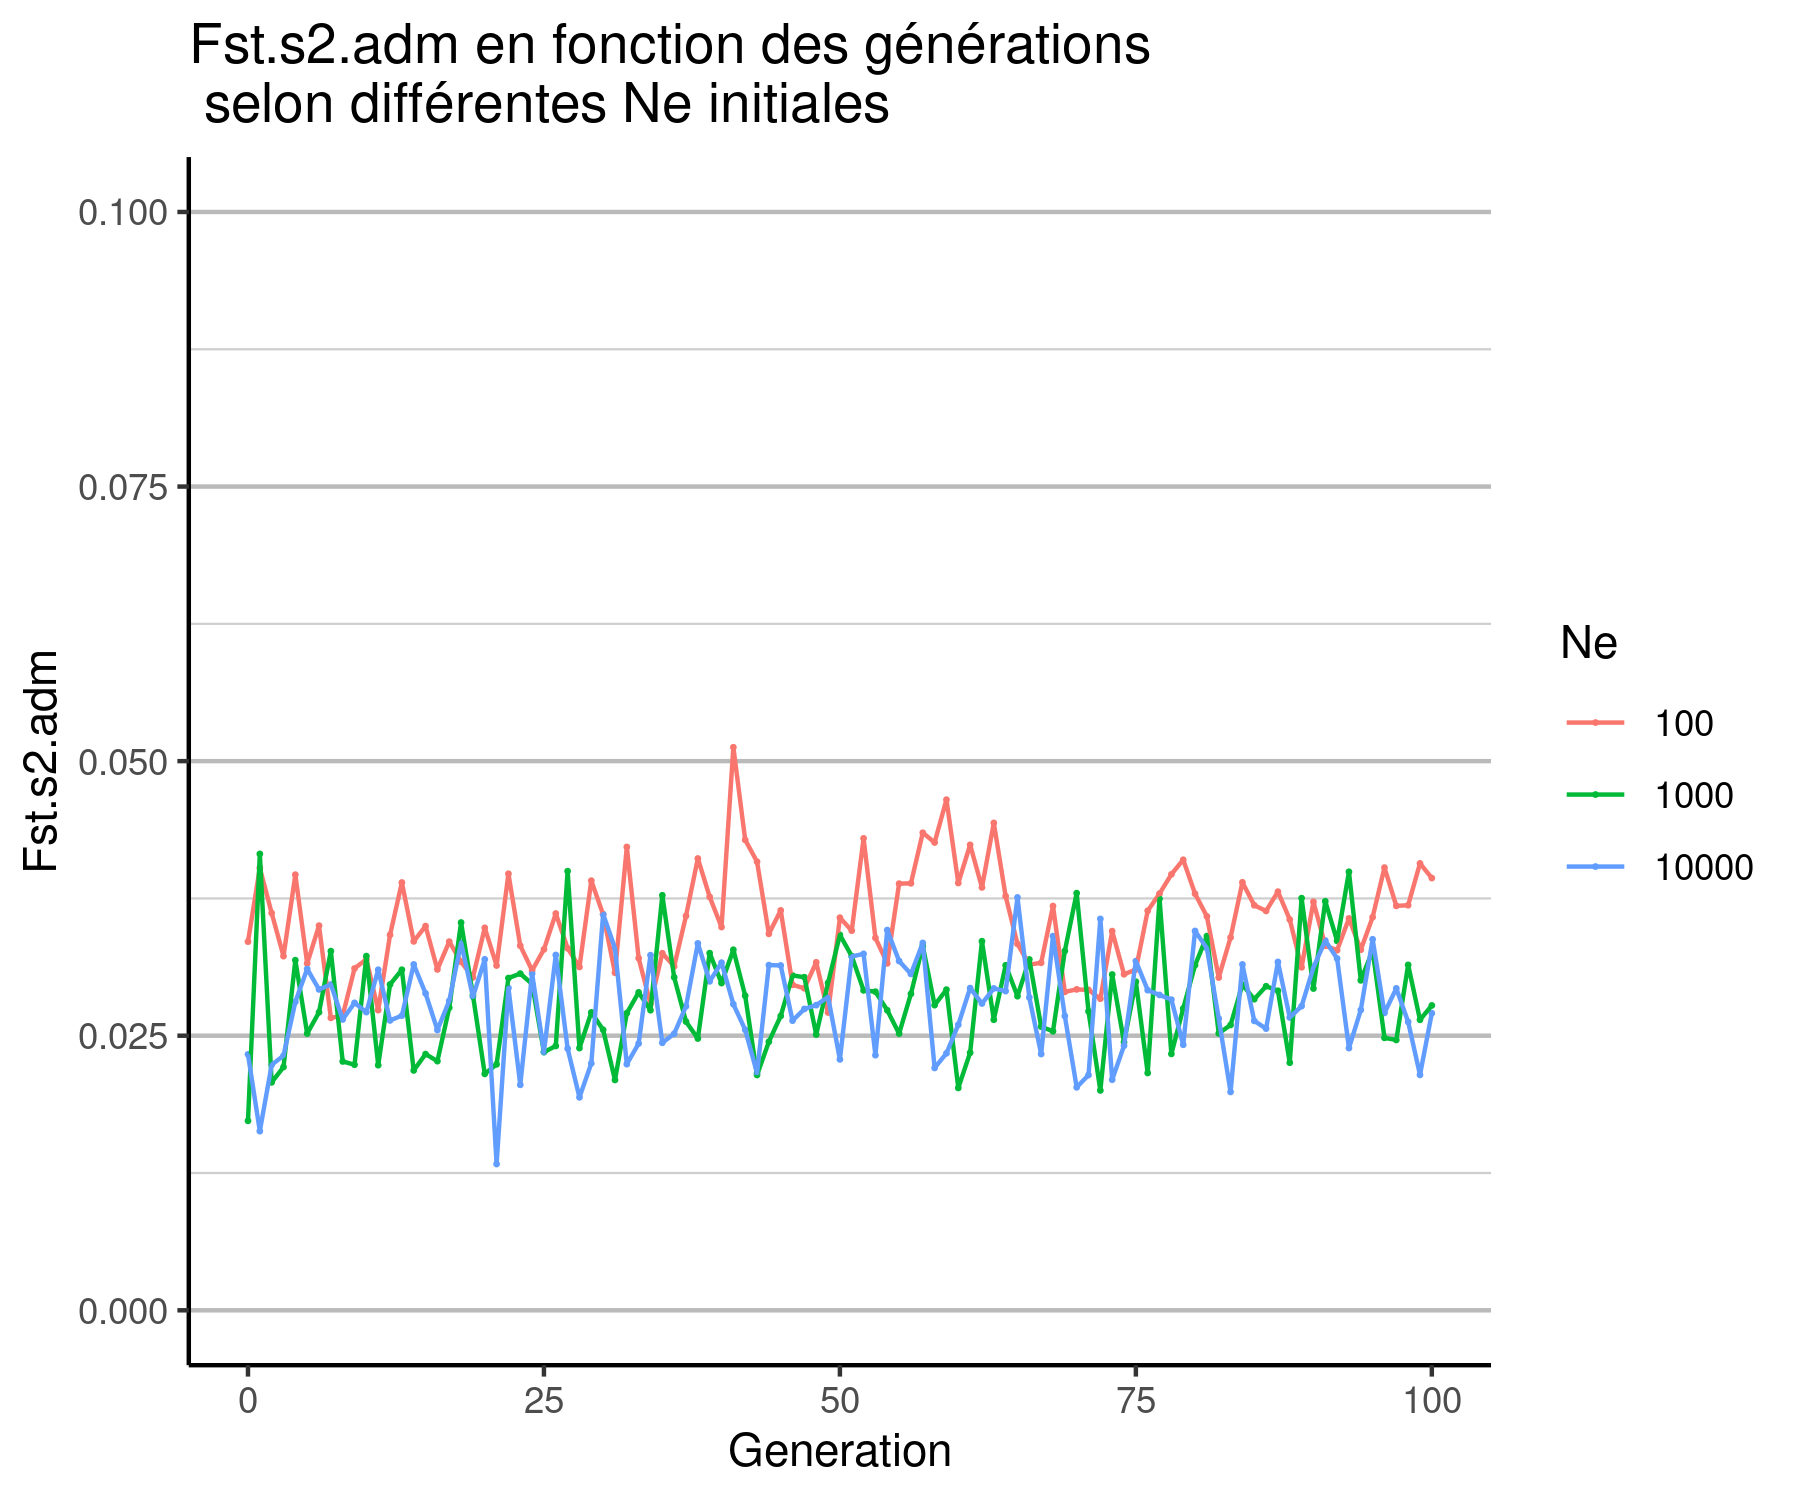 Fst.s2.adm en fonction des générations
selon différentes Ne initiales
0.100
0.075
0.050
0.025
0.000
Fst.s2.adm
0 25 50 75 100
Generation
Ne
100
1000
10000